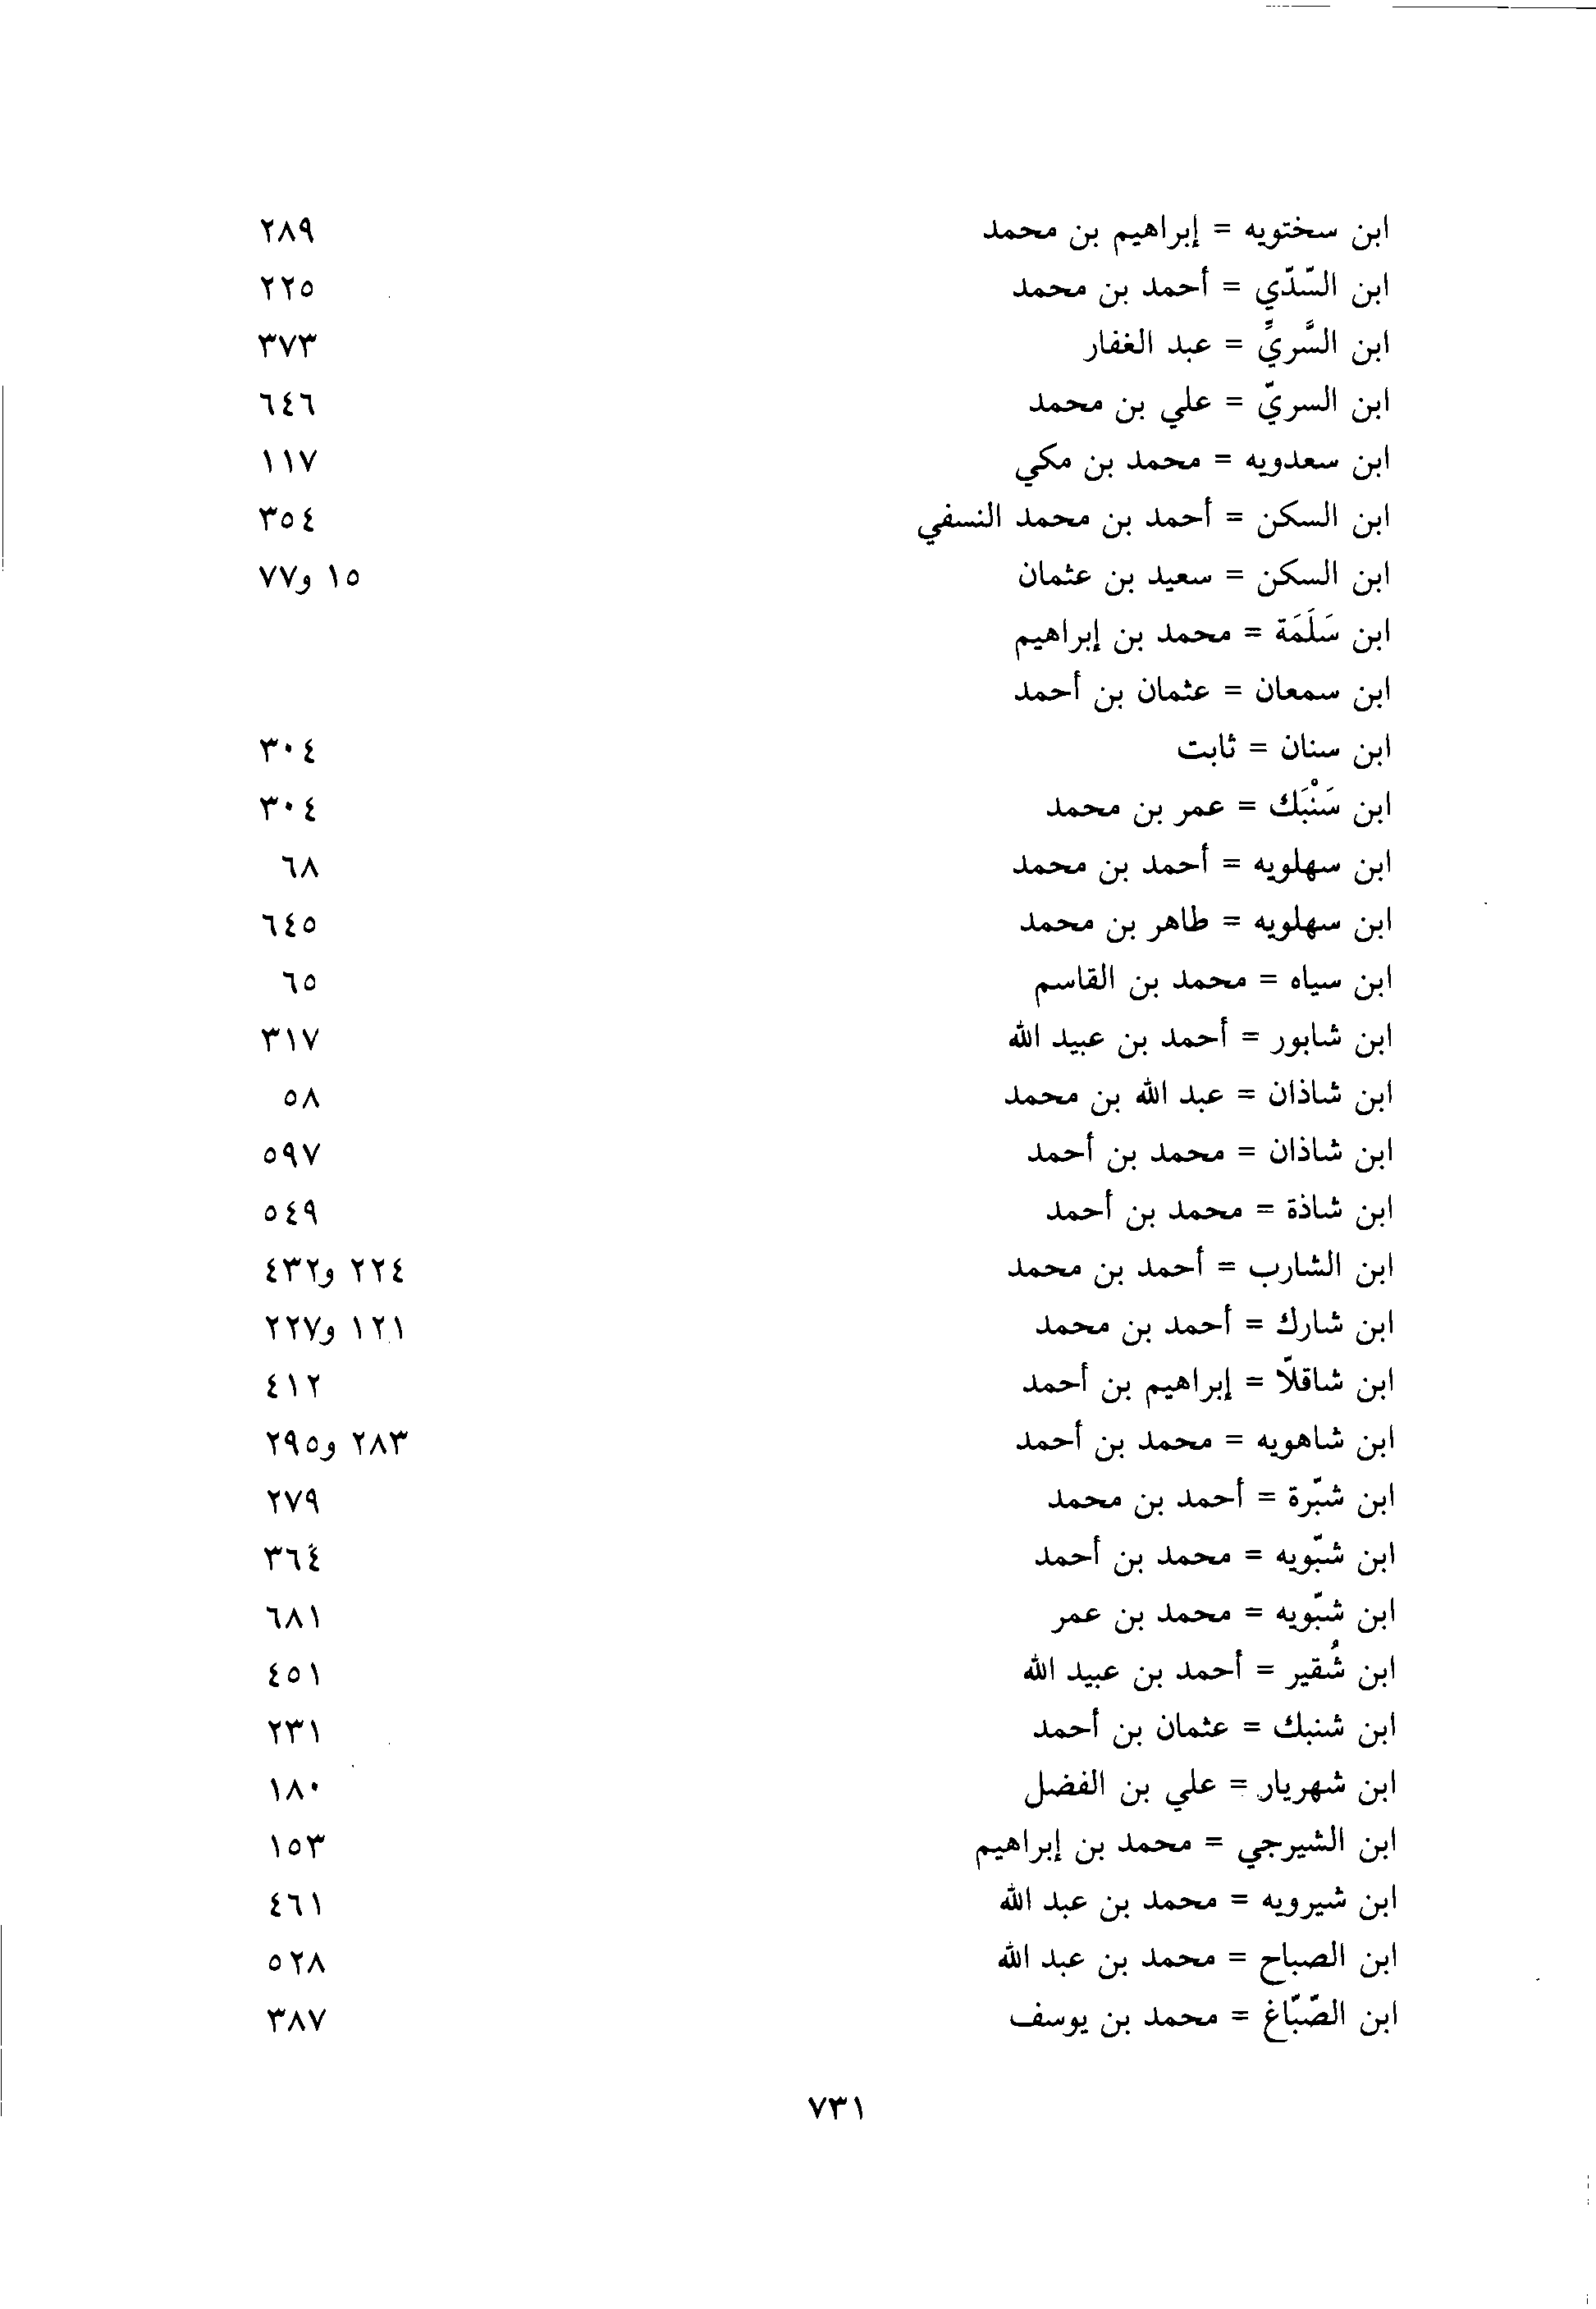 ابن سختويه = إبراهيم بن محمد ٢٨٩
ابن السّدّي = أحمد بن محمد ٢٢٥
ابن السَّريِّ = عبد الغفار ٣٧٣
ابن السريّ = علي بن محمد ٦٤٦
ابن سعدويه = محمد بن مكي ١١٧
ابن السكن = أحمد بن محمد النسفي ٣٥٤
ابن السكن = سعيد بن عثمان ١٥ و٧٧
ابن سَلَمَة = محمد بن إبراهيم
ابن سمعان = عثمان بن أحمد
ابن سنان = ثابت ٣٠٤
ابن سَنْبَك = عمر بن محمد ٣٠٤
ابن سهلويه = أحمد بن محمد ٦٨
ابن سهلويه = طاهر بن محمد ٦٤٥
ابن سياه = محمد بن القاسم ٦٥
ابن شابور = أحمد بن عبيد الله ٣١٧
ابن شاذان = عبد الله بن محمد ٥٨
ابن شاذان = محمد بن أحمد ٥٩٧
ابن شاذة = محمد بن أحمد ٥٤٩
ابن الشارب = أحمد بن محمد ٢٢٤ و٤٣٢
ابن شارك = أحمد بن محمد ١٢١ و٢٢٧
ابن شاقلاّ = إبراهيم بن أحمد ٤١٢
ابن شاهويه = محمد بن أحمد ٢٨٣ و٢٩٥
ابن شبّرة = أحمد بن محمد ٢٧٩
ابن شبّويه = محمد بن أحمد ٣٦٤
ابن شبّويه = محمد بن عمر ٦٨١
ابن شُقير = أحمد بن عبيد الله ٤٥١
ابن شنبك = عثمان بن أحمد ٢٣١
ابن شهريار = علي بن الفضل ١٨٠
ابن الشيرجي = محمد بن إبراهيم ١٥٣
ابن شيرويه = محمد بن عبد الله ٤٦١
ابن الصباح = محمد بن عبد الله ٥٢٨
ابن الصّبّاغ = محمد بن يوسف ٣٨٧
٧٣١